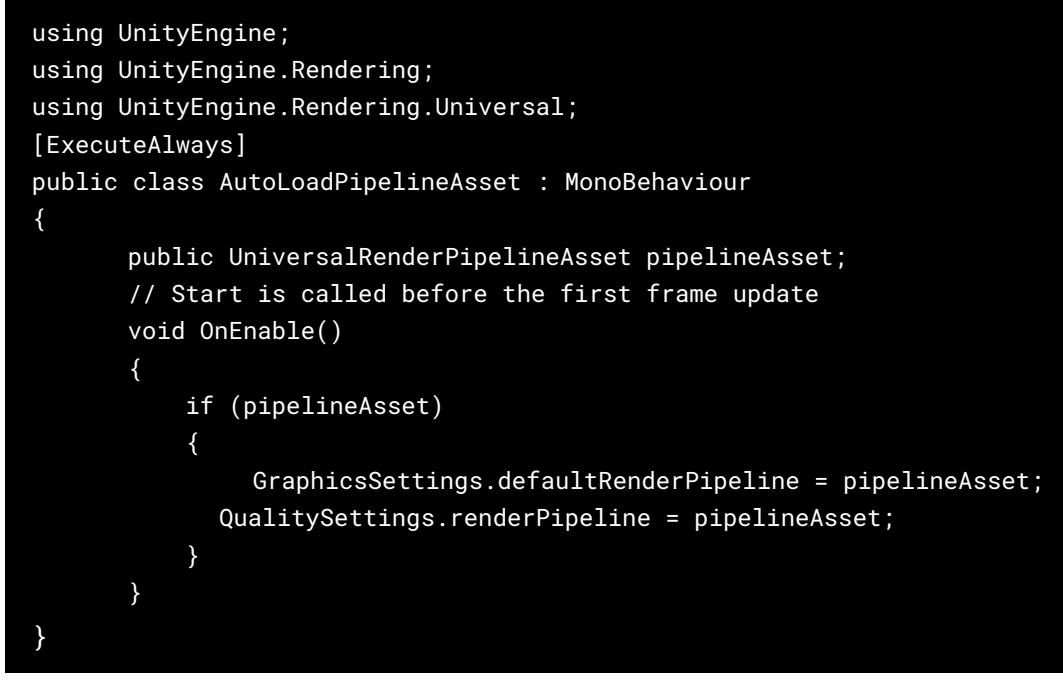 using UnityEngine;
using UnityEngine.Rendering;
using UnityEngine.Rendering.Universal;
[ExecuteAlways]
public class AutoLoadPipelineAsset : MonoBehaviour
{
public UniversalRenderPipelineAsset pipelineAsset;
// Start is called before the first frame update
void OnEnable()
{
if (pipelineAsset)
{
GraphicsSettings.defaultRenderPipeline = pipelineAsset;
QualitySettings.renderPipeline = pipelineAsset;
}
}
}